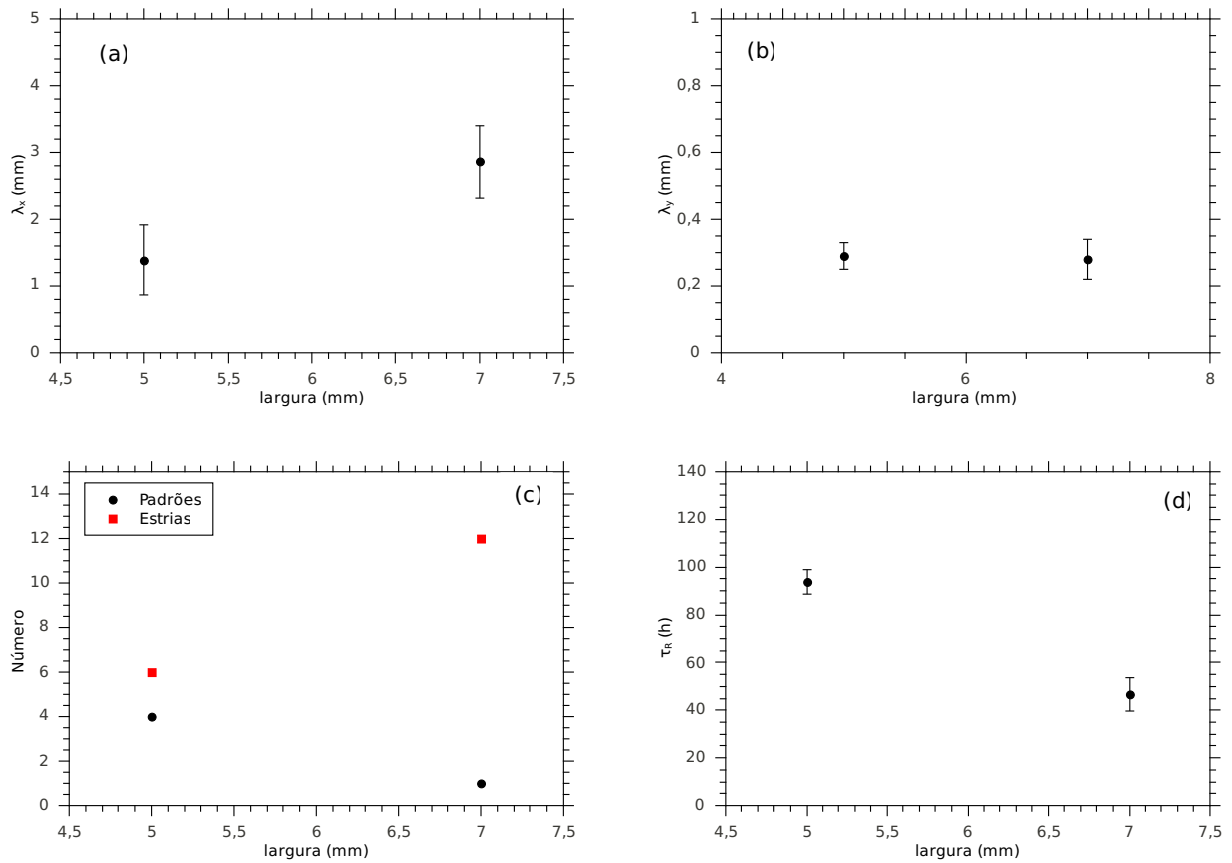 (a)
5
4
3
2
1
0
λx (mm)
4,5 5 5,5 6 6,5 7 7,5
largura (mm)
(b)
1
0,8
0,6
0,4
0,2
0
λy (mm)
4 6 8
largura (mm)
(c)
Padrões
Estrias
14
12
10
8
6
4
2
0
Número
4,5 5 5,5 6 6,5 7 7,5
largura (mm)
(d)
140
120
100
80
60
40
20
0
τR (h)
4,5 5 5,5 6 6,5 7 7,5
largura (mm)